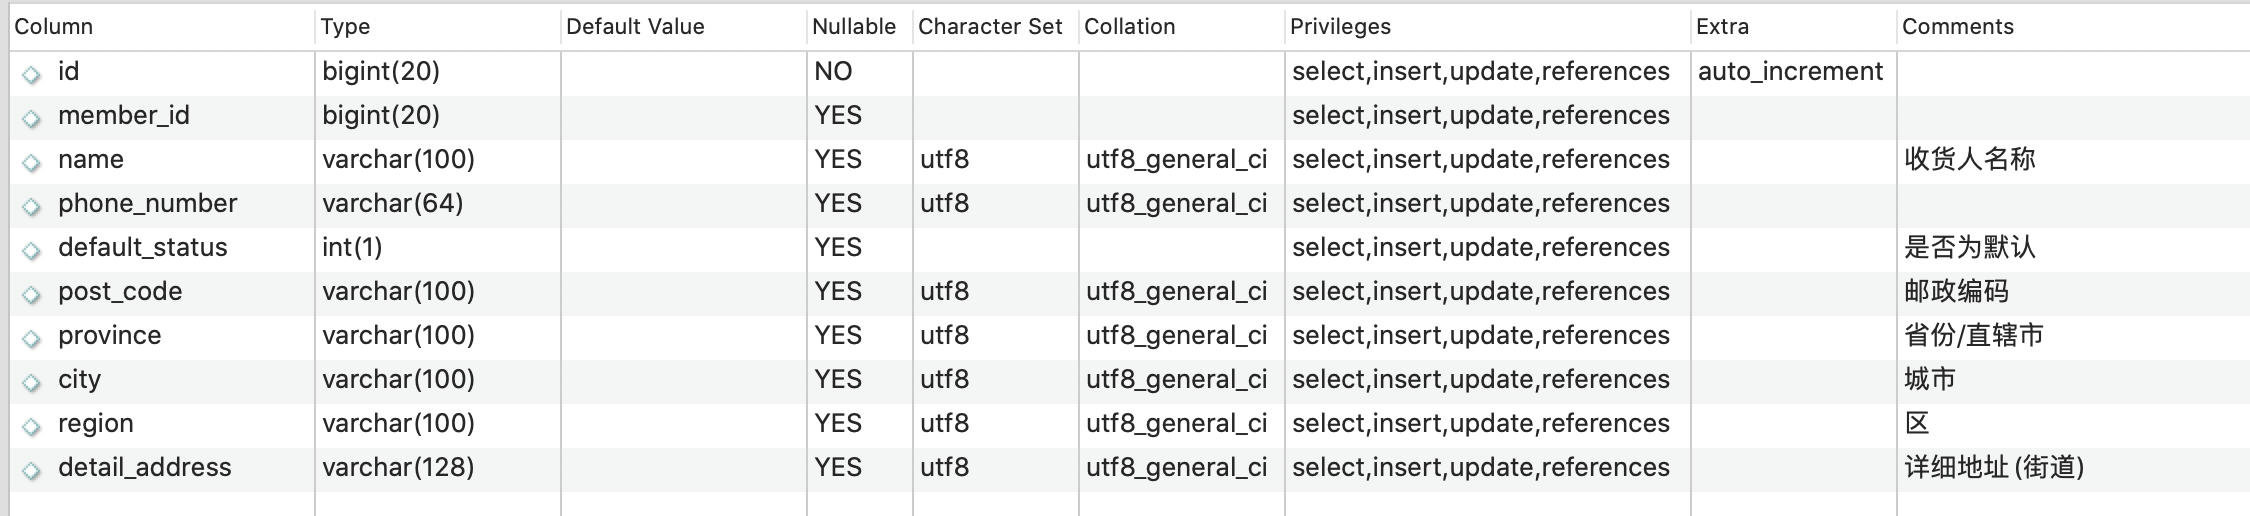 Column Type Default Value Nullable Character Set Collation Privileges Extra Comments
id bigint(20) NO select,insert,update,references auto_increment
member_id bigint(20) YES select,insert,update,references
name varchar(100) YES utf8 utf8_general_ci select,insert,update,references 收货人名称
phone_number varchar(64) YES utf8 utf8_general_ci select,insert,update,references
default_status int(1) YES select,insert,update,references 是否为默认
post_code varchar(100) YES utf8 utf8_general_ci select,insert,update,references 邮政编码
province varchar(100) YES utf8 utf8_general_ci select,insert,update,references 省份/直辖市
city varchar(100) YES utf8 utf8_general_ci select,insert,update,references 城市
region varchar(100) YES utf8 utf8_general_ci select,insert,update,references 区
detail_address varchar(128) YES utf8 utf8_general_ci select,insert,update,references 详细地址(街道)